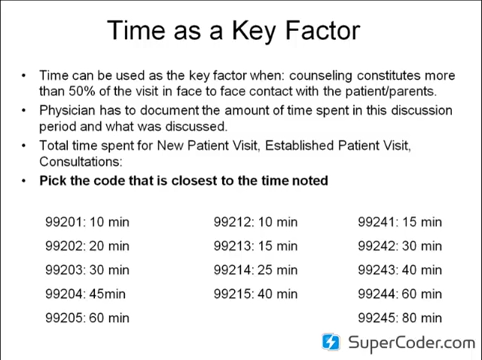 Time as a Key Factor
• Time can be used as the key factor when: counseling constitutes more
than 50% of the visit in face to face contact with the patient/parents.
• Physician has to document the amount of time spent in this discussion
period and what was discussed.
• Total time spent for New Patient Visit, Established Patient Visit,
Consultations:
• Pick the code that is closest to the time noted
99201: 10 min 99212: 10 min 99241: 15 min
99202: 20 min 99213: 15 min 99242: 30 min
99203: 30 min 99214: 25 min 99243: 40 min
99204: 45min 99215: 40 min 99244: 60 min
99205: 60 min 99245: 80 min
SuperCoder.com